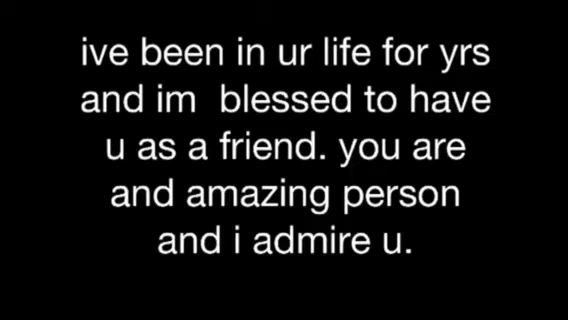 ive been in ur life for yrs
and im  blessed to have
u as a friend. you are
and amazing person
and i admire u.